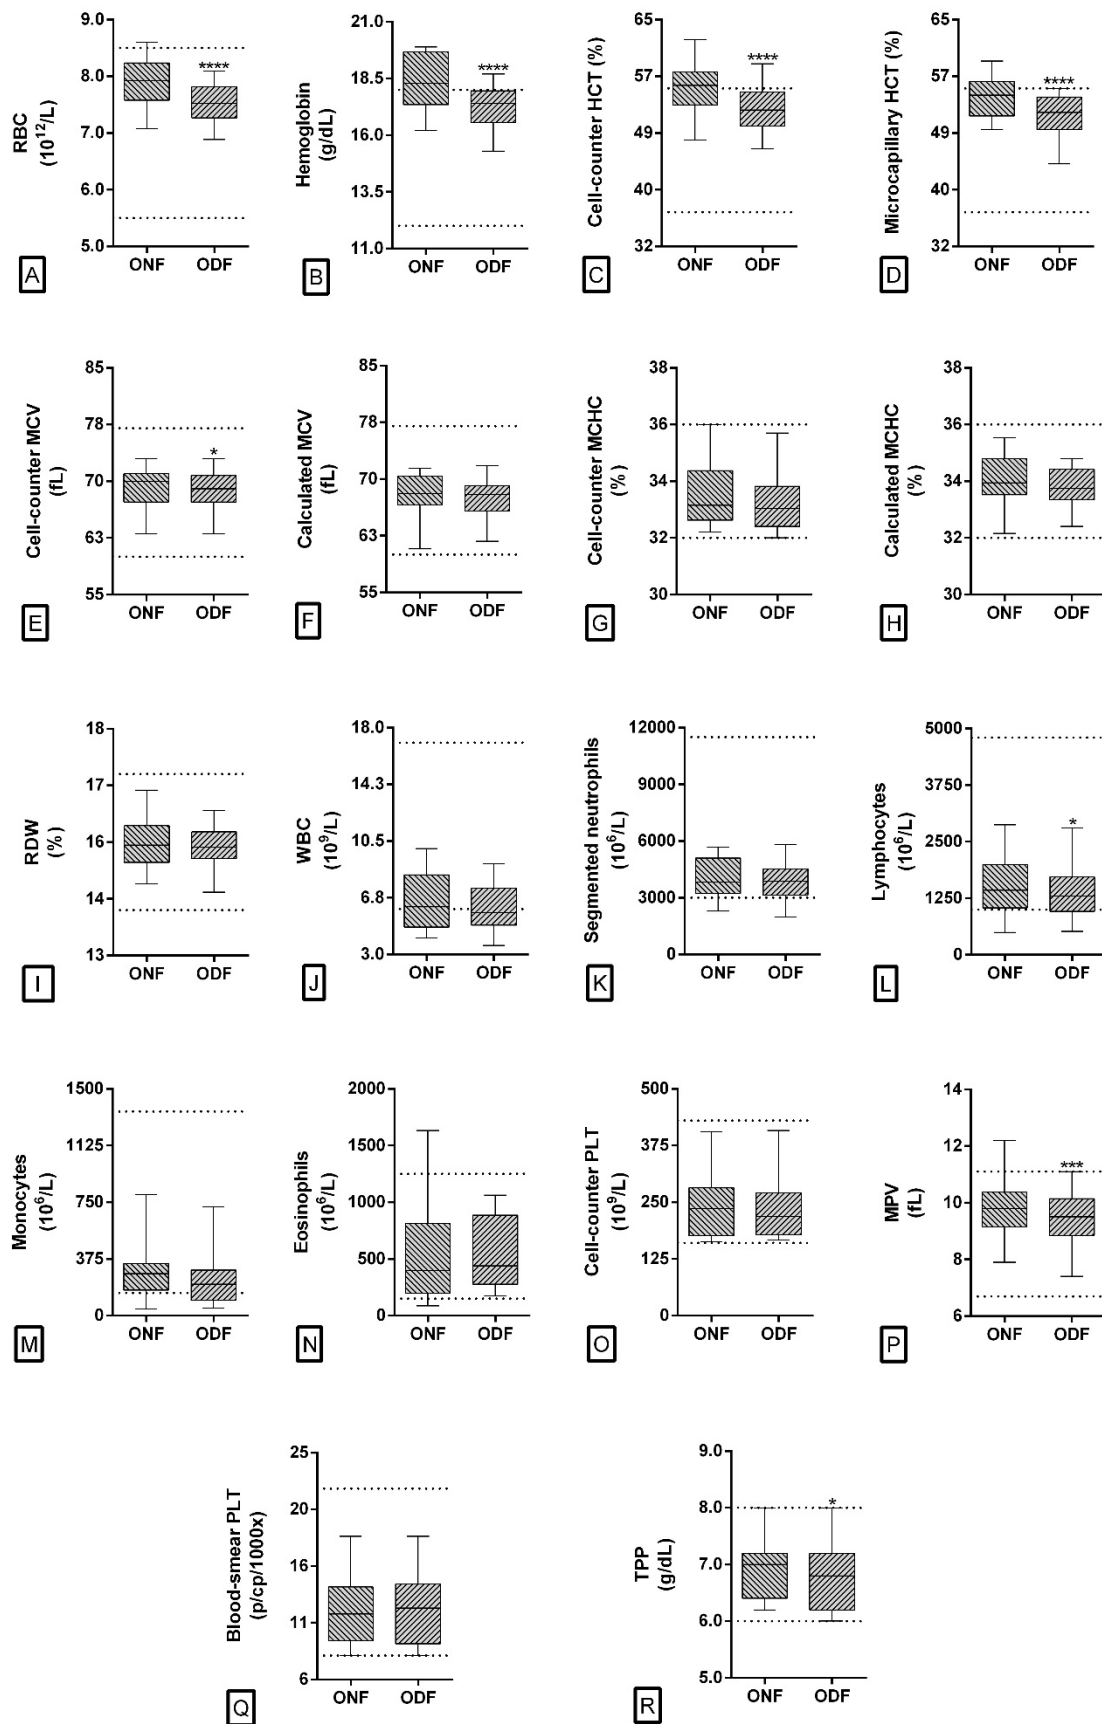 9.0
8.0
7.0
6.0
5.0
RBC
(10¹²/L)
****
ONF ODF
A
21.0
18.5
16.0
13.5
11.0
Hemoglobin
(g/dL)
****
ONF ODF
B
65
57
49
40
32
Cell-counter HCT (%)
****
ONF ODF
C
65
57
49
40
32
Microcapillary HCT (%)
****
ONF ODF
D
85
78
70
63
55
Cell-counter MCV
(fL)
*
ONF ODF
E
85
78
70
63
55
Calculated MCV
(fL)
ONF ODF
F
38
36
34
32
30
Cell-counter MCHC
(%)
ONF ODF
G
38
36
34
32
30
Calculated MCHC
(%)
ONF ODF
H
18
17
16
14
13
RDW
(%)
ONF ODF
I
18.0
14.3
10.5
6.8
3.0
WBC
(10⁹/L)
ONF ODF
J
12000
9000
6000
3000
0
Segmented neutrophils
(10⁶/L)
ONF ODF
K
5000
3750
2500
1250
0
Lymphocytes
(10⁶/L)
*
ONF ODF
L
1500
1125
750
375
0
Monocytes
(10⁶/L)
ONF ODF
M
2000
1500
1000
500
0
Eosinophils
(10⁶/L)
ONF ODF
N
500
375
250
125
0
Cell-counter PLT
(10⁹/L)
ONF ODF
O
14
12
10
8
6
MPV
(fL)
***
ONF ODF
P
25
21
16
11
6
Blood-smear PLT
(p/cp/1000x)
ONF ODF
Q
9.0
8.0
7.0
6.0
5.0
TPP
(g/dL)
*
ONF ODF
R